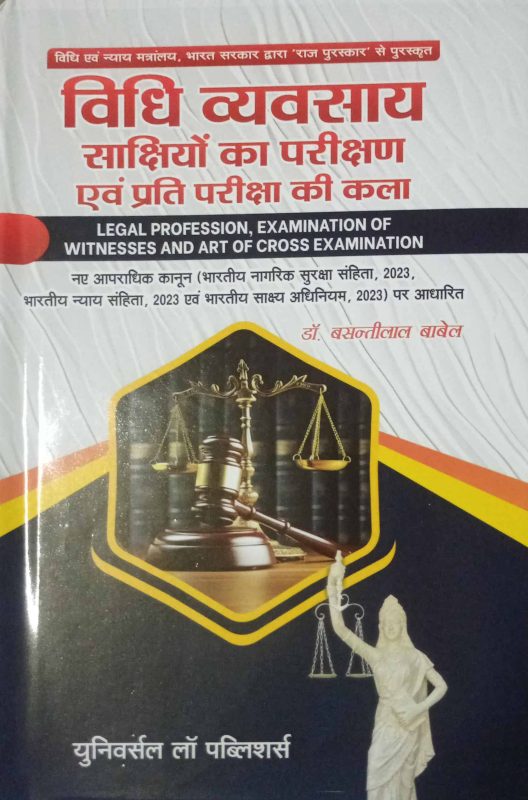 विधि एवं न्याय मत्रांलय, भारत सरकार द्वारा 'राज पुरस्कार' से पुरस्कृत
विधि व्यवसाय
साक्षियों का परीक्षण
एवं प्रति परीक्षा की कला
LEGAL PROFESSION, EXAMINATION OF
WITNESSES AND ART OF CROSS EXAMINATION
नए आपराधिक कानून (भारतीय नागरिक सुरक्षा संहिता, 2023,
भारतीय न्याय संहिता, 2023 एवं भारतीय साक्ष्य अधिनियम, 2023) पर आधारित
डॉ. बसन्तीलाल बाबेल
युनिवर्सल लॉ पब्लिशर्स